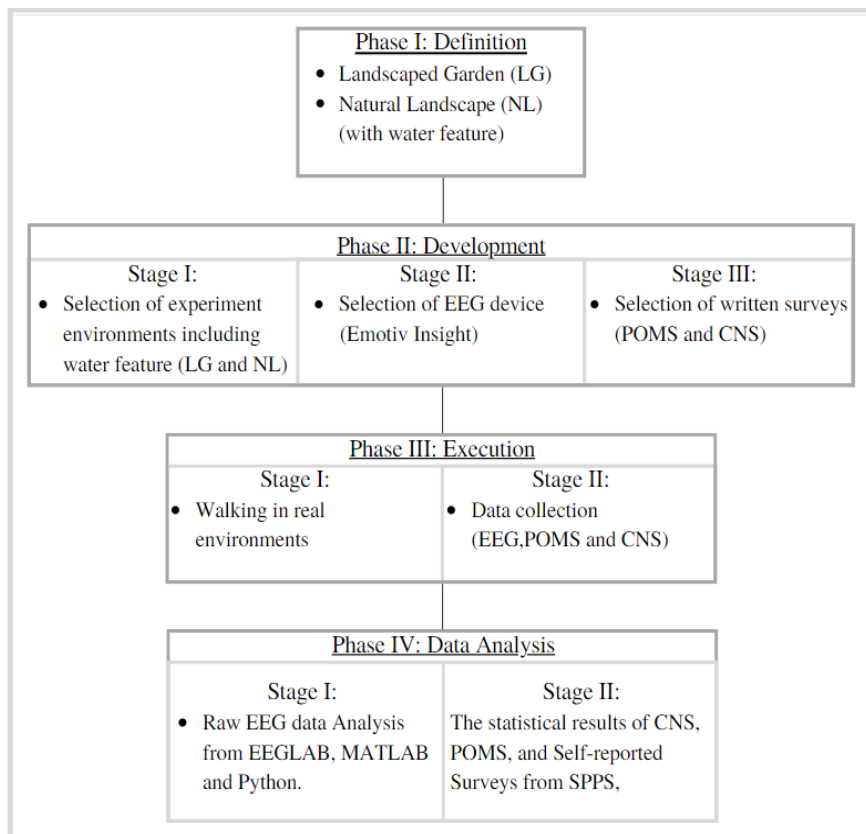 Phase I: Definition
• Landscaped Garden (LG)
• Natural Landscape (NL)
(with water feature)
Phase II: Development
Stage I:
• Selection of experiment
environments including
water feature (LG and NL)
Stage II:
• Selection of EEG device
(Emotiv Insight)
Stage III:
• Selection of written surveys
(POMS and CNS)
Phase III: Execution
Stage I:
• Walking in real
environments
Stage II:
• Data collection
(EEG,POMS and CNS)
Phase IV: Data Analysis
Stage I:
• Raw EEG data Analysis
from EEGLAB, MATLAB
and Python.
Stage II:
The statistical results of CNS,
POMS, and Self-reported
Surveys from SPPS,